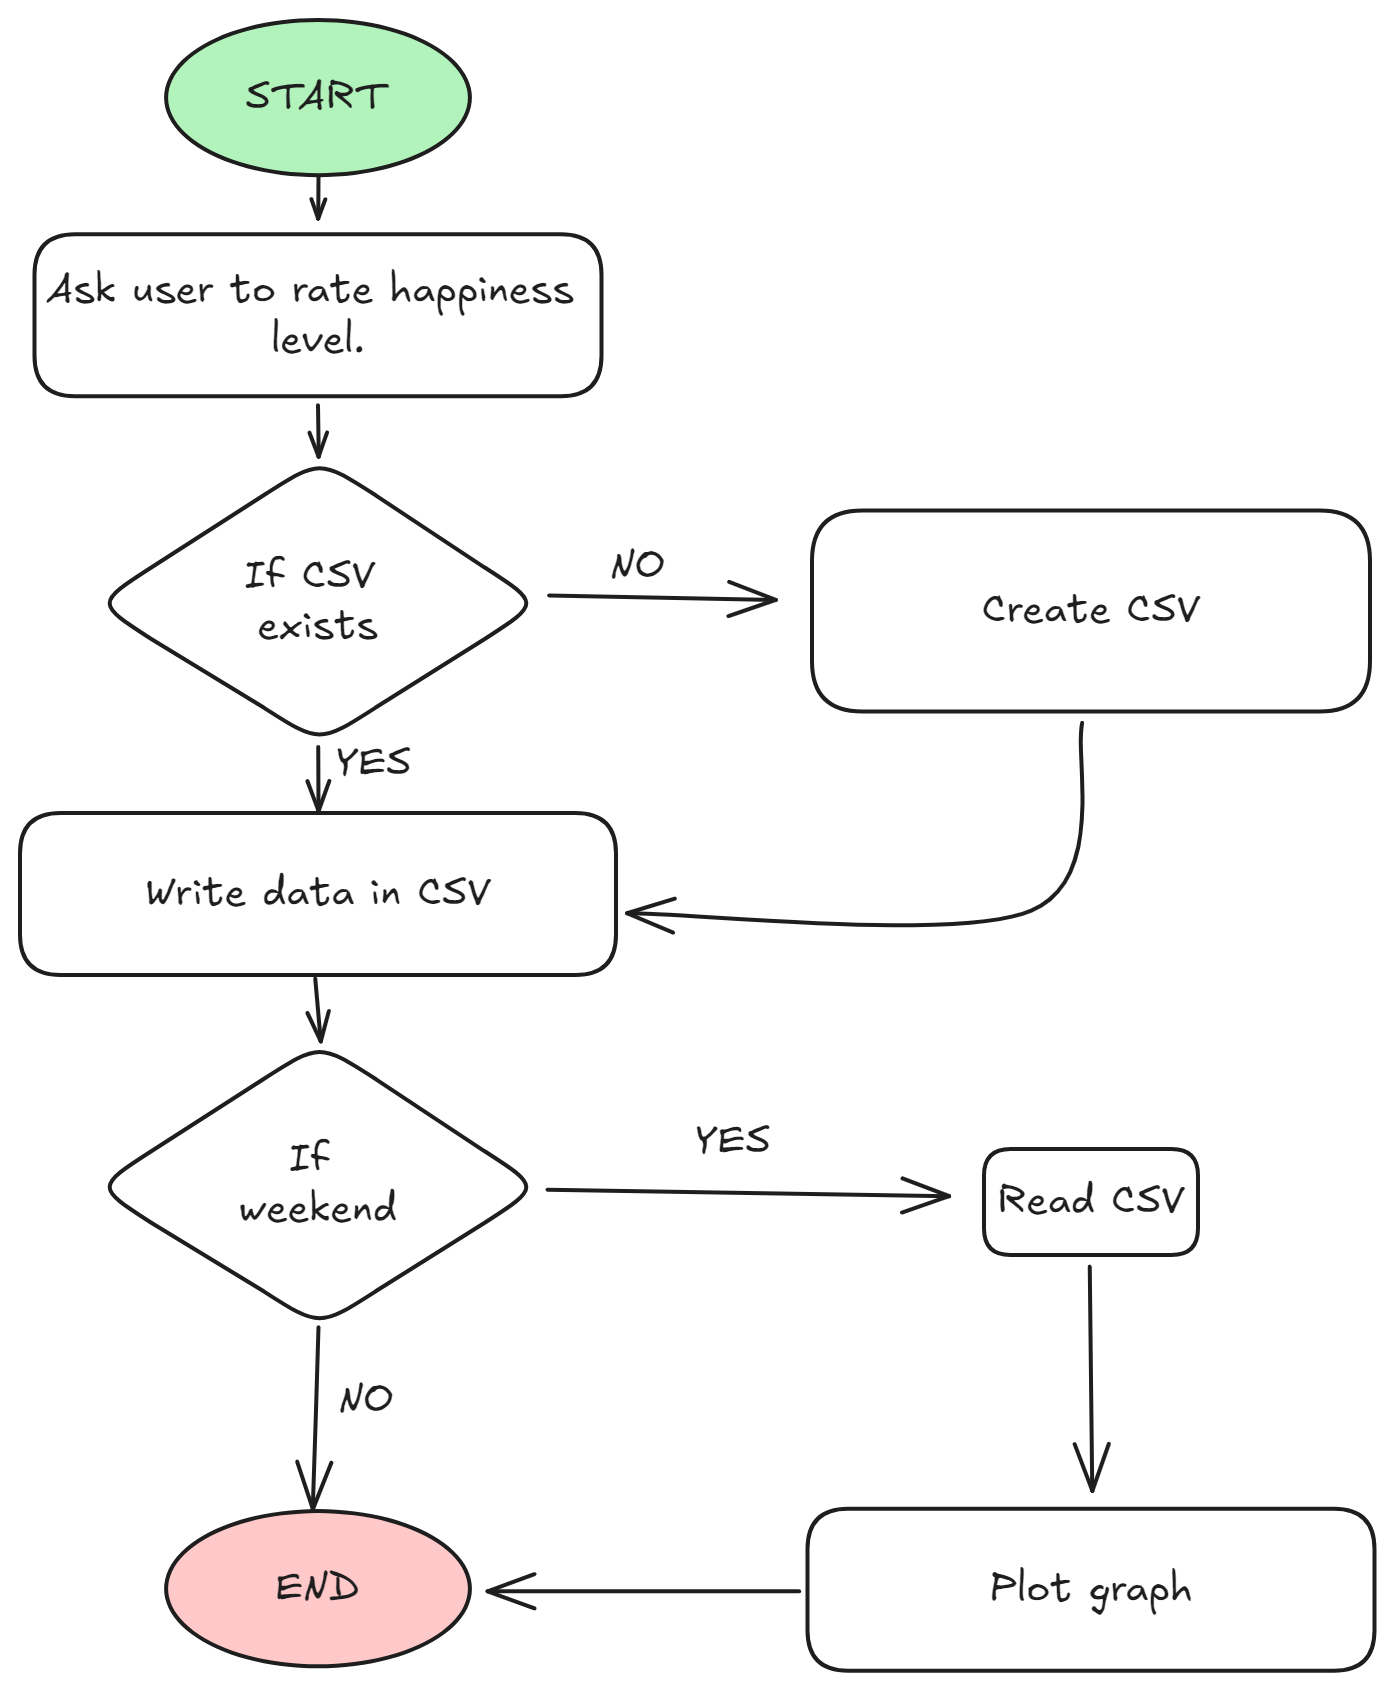 START
Ask user to rate happiness
level.
If CSV
exists
NO
Create CSV
YES
Write data in CSV
If
weekend
YES
Read CSV
NO
END
Plot graph